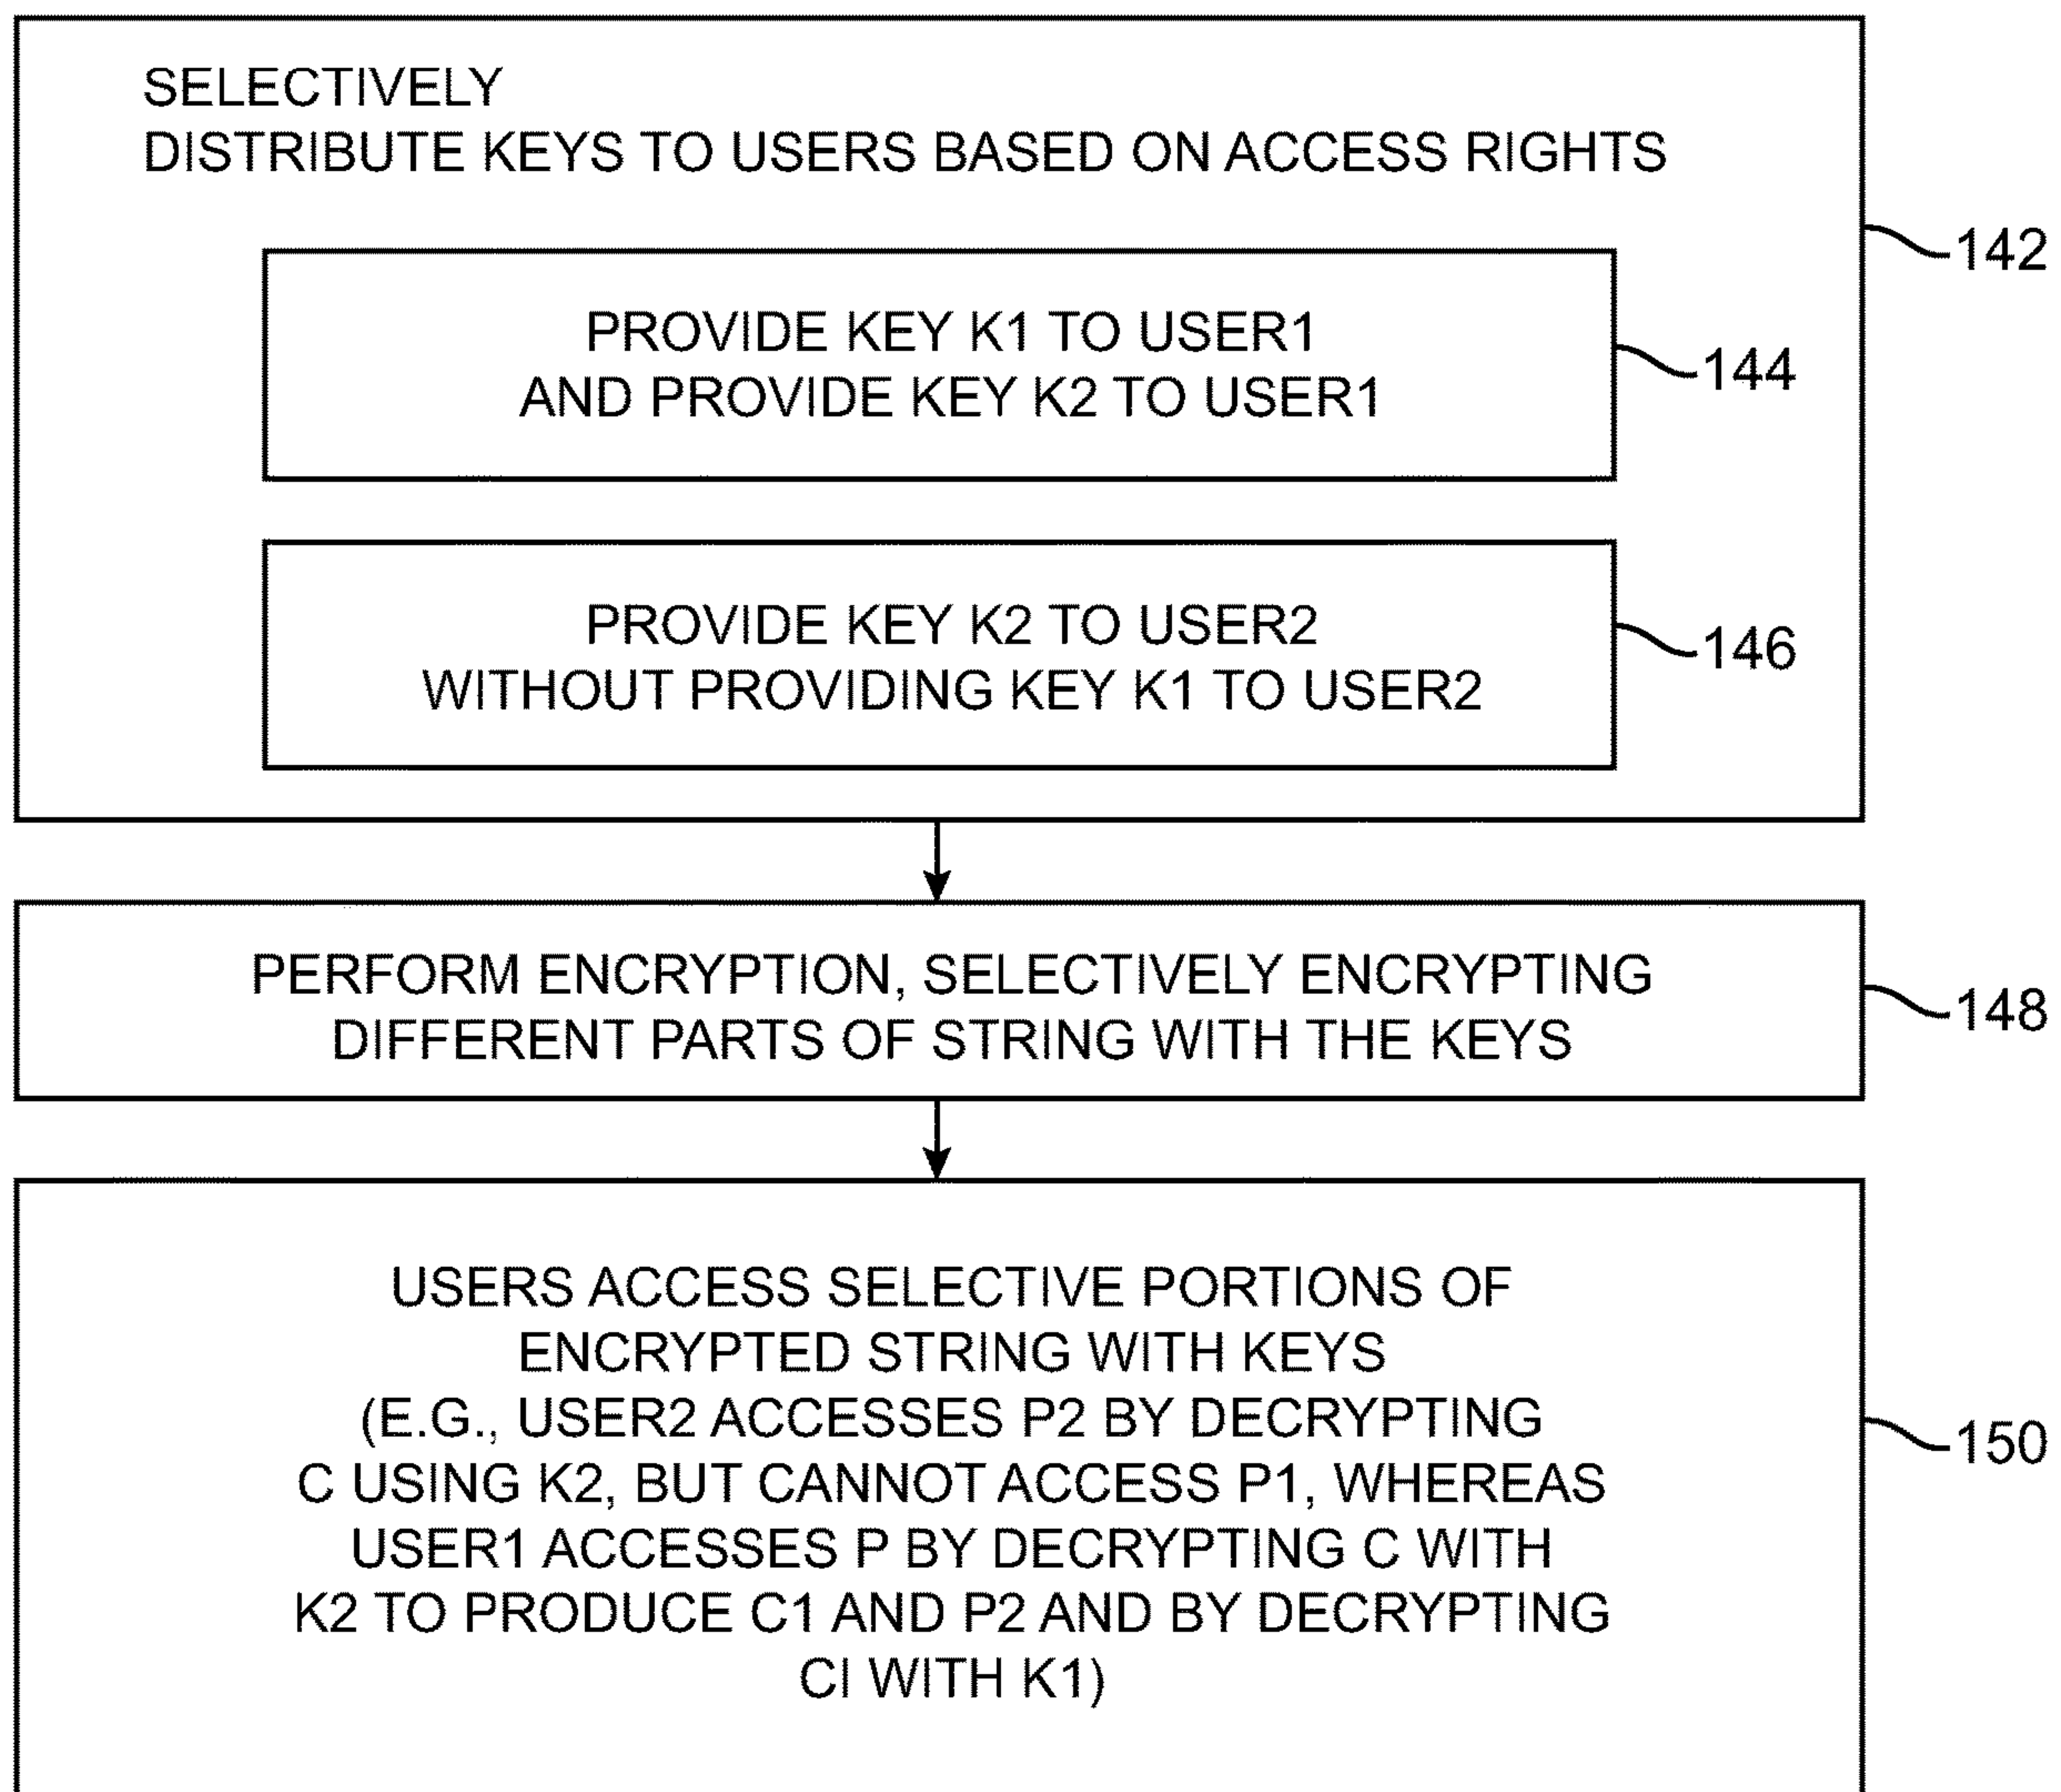 SELECTIVELY
DISTRIBUTE KEYS TO USERS BASED ON ACCESS RIGHTS
142
PROVIDE KEY K1 TO USER1
AND PROVIDE KEY K2 TO USER1
144
PROVIDE KEY K2 TO USER2
WITHOUT PROVIDING KEY K1 TO USER2
146
PERFORM ENCRYPTION, SELECTIVELY ENCRYPTING
DIFFERENT PARTS OF STRING WITH THE KEYS
148
USERS ACCESS SELECTIVE PORTIONS OF
ENCRYPTED STRING WITH KEYS
(E.G., USER2 ACCESSES P2 BY DECRYPTING
C USING K2, BUT CANNOT ACCESS P1, WHEREAS
USER1 ACCESSES P BY DECRYPTING C WITH
K2 TO PRODUCE C1 AND P2 AND BY DECRYPTING
CI WITH K1)
150